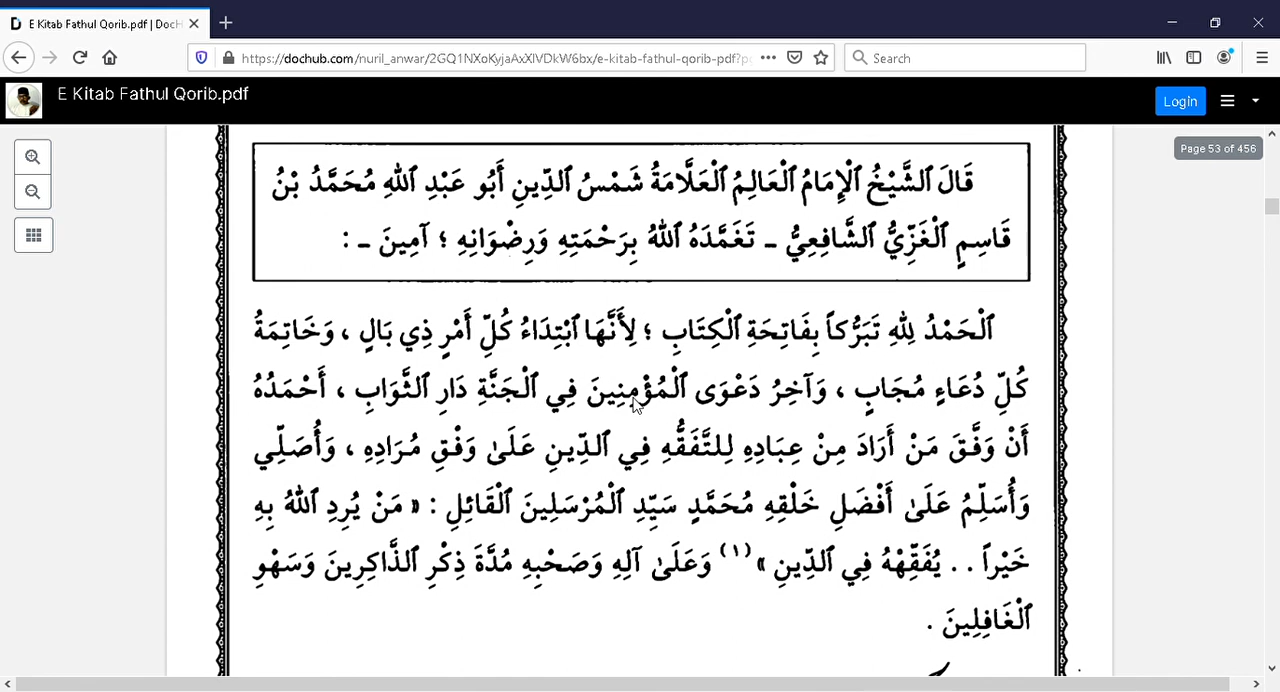 E Kitab Fathul Qorib.pdf | DocH
https://dochub.com/nuril_anwar/2GQ1NXoKyjaAxXlVDkW6bx/e-kitab-fathul-qorib-pdf?p
Search
E Kitab Fathul Qorib.pdf
Login
Page 53 of 456
قَالَ ٱلشَّيْخُ ٱلْإِمَامُ ٱلْعَالِمُ ٱلْعَلَّامَةُ شَمْسُ ٱلدِّينِ أَبُو عَبْدِ ٱللهِ مُحَمَّدُ بْنُ
قَاسِمٍ ٱلْغَزِّيُّ ٱلشَّافِعِيُّ ـ تَغَمَّدَهُ ٱللهُ بِرَحْمَتِهِ وَرِضْوَانِهِ ؛ آمِينَ ـ :
ٱلْحَمْدُ لِلهِ تَبَرُّكاً بِفَاتِحَةِ ٱلْكِتَابِ ؛ لِأَنَّهَا ٱبْتِدَاءُ كُلِّ أَمْرٍ ذِي بَالٍ ، وَخَاتِمَةُ
كُلِّ دُعَاءٍ مُجَابٍ ، وَآخِرُ دَعْوَى ٱلْمُؤْمِنِينَ فِي ٱلْجَنَّةِ دَارِ ٱلثَّوَابِ ، أَحْمَدُهُ
أَنْ وَفَّقَ مَنْ أَرَادَ مِنْ عِبَادِهِ لِلتَّفَقُّهِ فِي ٱلدِّينِ عَلَىٰ وَفْقِ مُرَادِهِ ، وَأُصَلِّي
وَأُسَلِّمُ عَلَىٰ أَفْضَلِ خَلْقِهِ مُحَمَّدٍ سَيِّدِ ٱلْمُرْسَلِينَ ٱلْقَائِلِ : « مَنْ يُرِدِ ٱللهُ بِهِ
خَيْراً . . يُفَقِّهْهُ فِي ٱلدِّينِ » (١) وَعَلَىٰ آلِهِ وَصَحْبِهِ مُدَّةَ ذِكْرِ ٱلذَّاكِرِينَ وَسَهْوِ
ٱلْغَافِلِينَ .